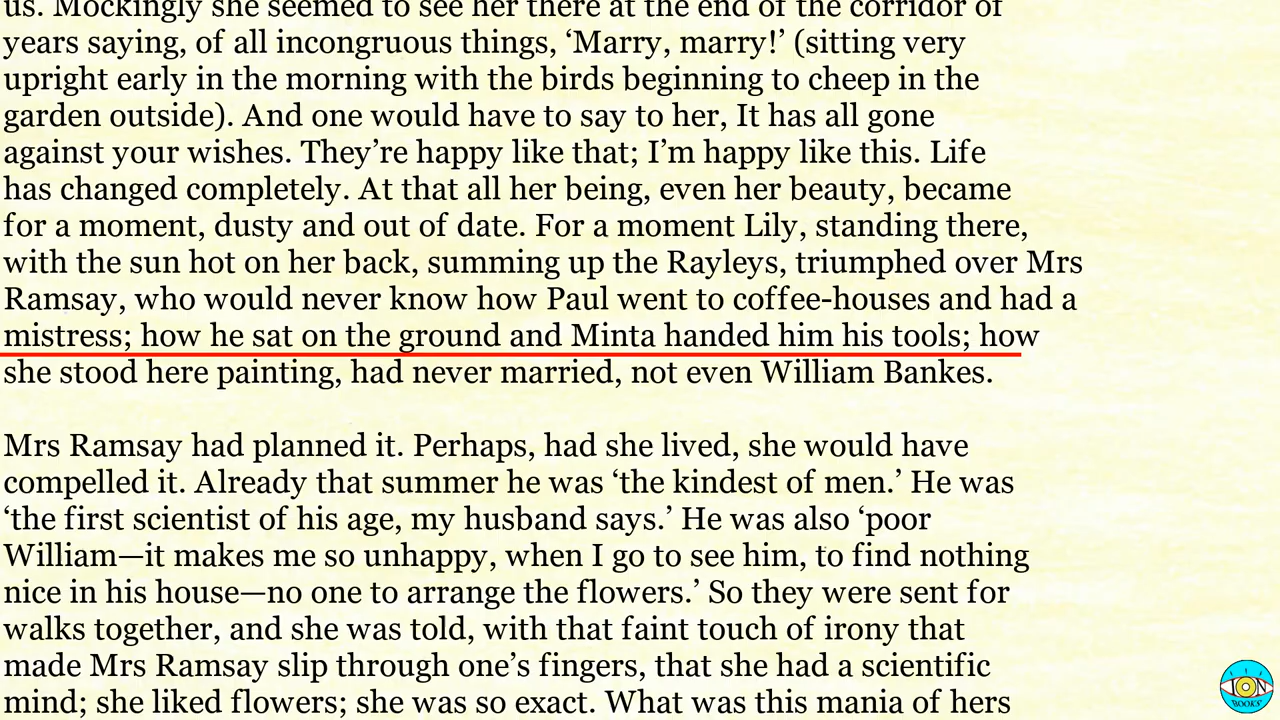 us. Mockingly she seemed to see her there at the end of the corridor of
years saying, of all incongruous things, ‘Marry, marry!’ (sitting very
upright early in the morning with the birds beginning to cheep in the
garden outside). And one would have to say to her, It has all gone
against your wishes. They’re happy like that; I’m happy like this. Life
has changed completely. At that all her being, even her beauty, became
for a moment, dusty and out of date. For a moment Lily, standing there,
with the sun hot on her back, summing up the Rayleys, triumphed over Mrs
Ramsay, who would never know how Paul went to coffee-houses and had a
mistress; how he sat on the ground and Minta handed him his tools; how
she stood here painting, had never married, not even William Bankes.
Mrs Ramsay had planned it. Perhaps, had she lived, she would have
compelled it. Already that summer he was ‘the kindest of men.’ He was
‘the first scientist of his age, my husband says.’ He was also ‘poor
William—it makes me so unhappy, when I go to see him, to find nothing
nice in his house—no one to arrange the flowers.’ So they were sent for
walks together, and she was told, with that faint touch of irony that
made Mrs Ramsay slip through one’s fingers, that she had a scientific
mind; she liked flowers; she was so exact. What was this mania of hers
ION
BOOKS